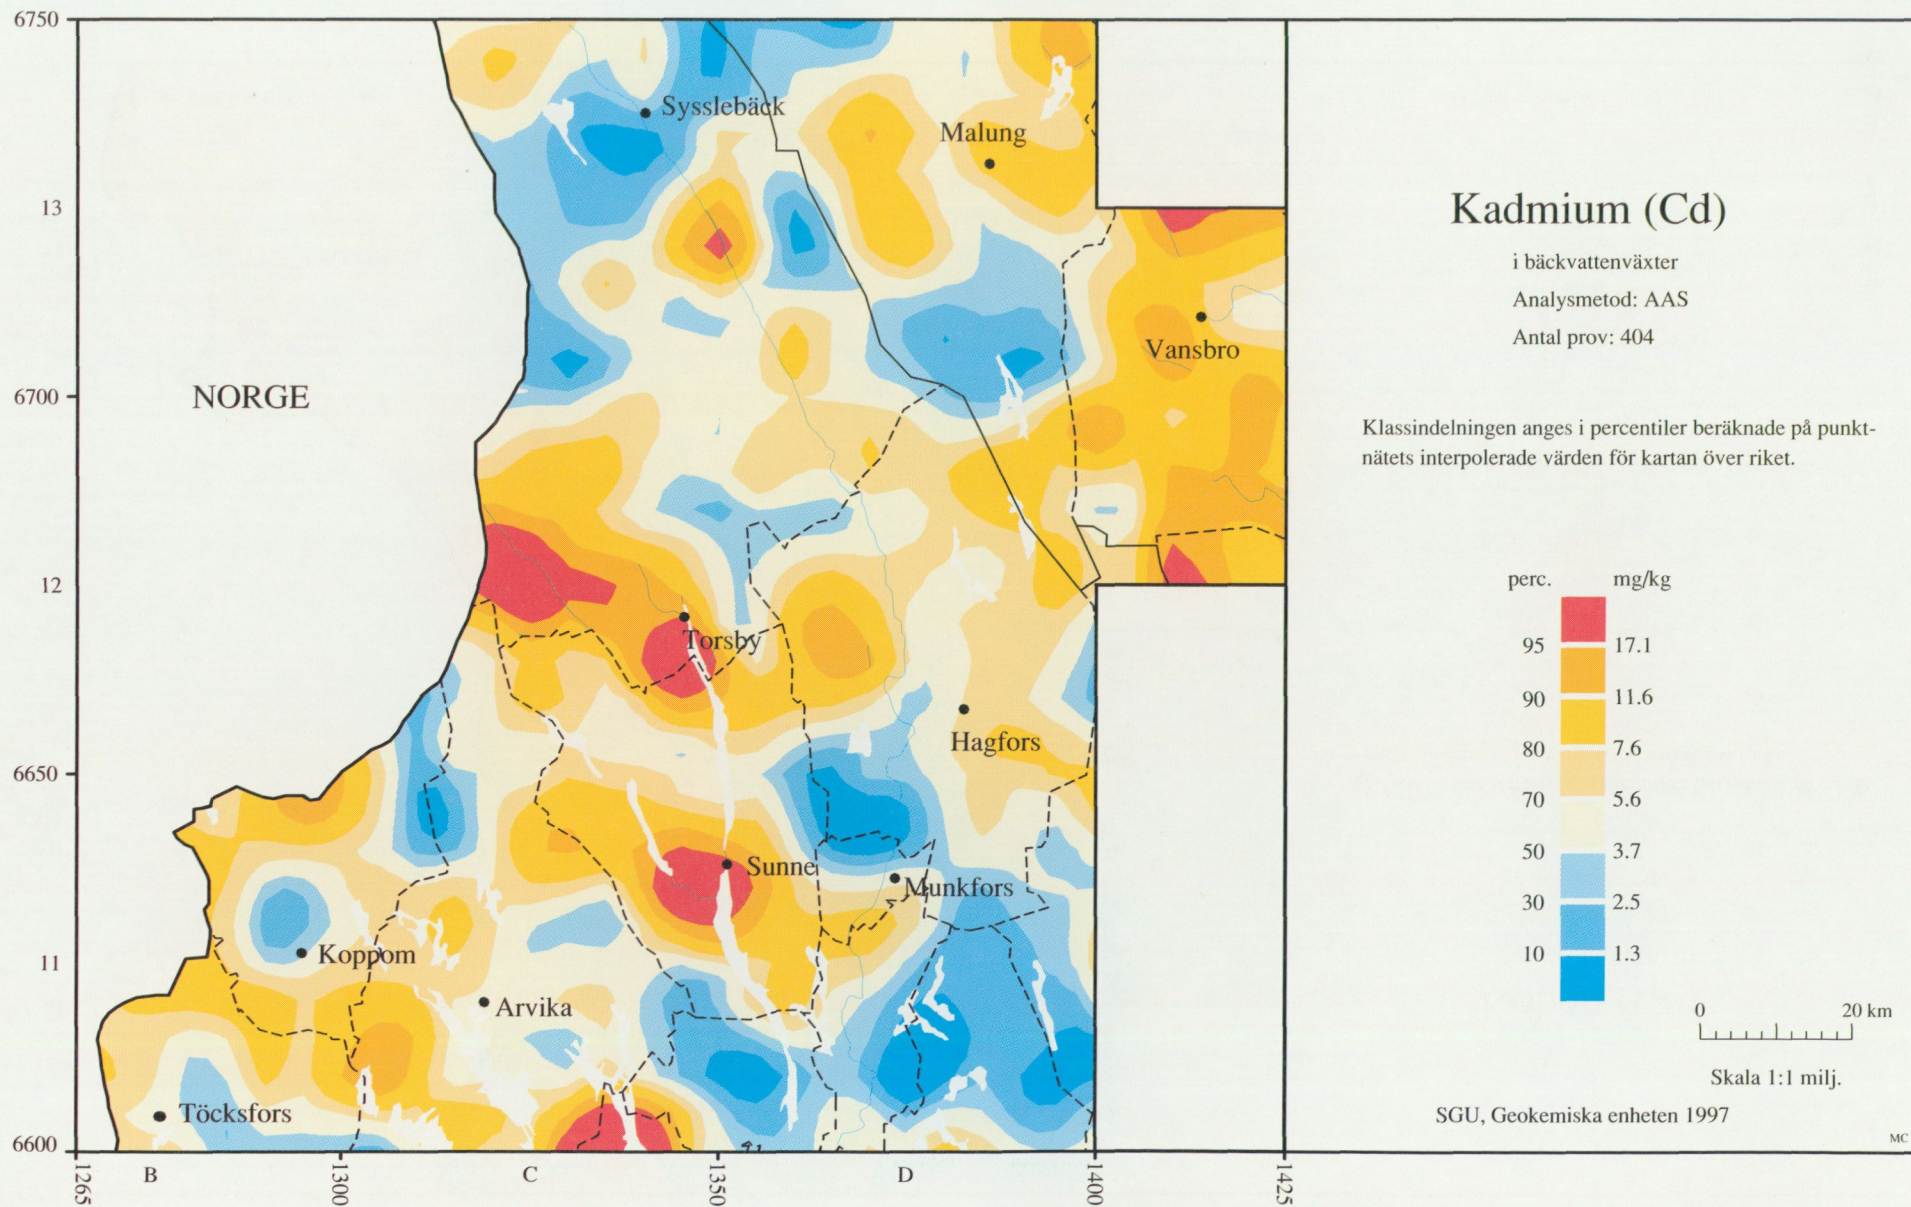 6750
13
6700
12
6650
11
6600
1265
B
1300
C
1350
D
1400
1425
NORGE
Sysslebäck
Malung
Vansbro
Torsby
Hagfors
Sunne
Munkfors
Koppom
Arvika
Töcksfors
Kadmium (Cd)
i bäckvattenväxter
Analysmetod: AAS
Antal prov: 404
Klassindelningen anges i percentiler beräknade på punkt-
nätets interpolerade värden för kartan över riket.
perc. mg/kg
95 17.1
90 11.6
80 7.6
70 5.6
50 3.7
30 2.5
10 1.3
0 20 km
Skala 1:1 milj.
SGU, Geokemiska enheten 1997
MC